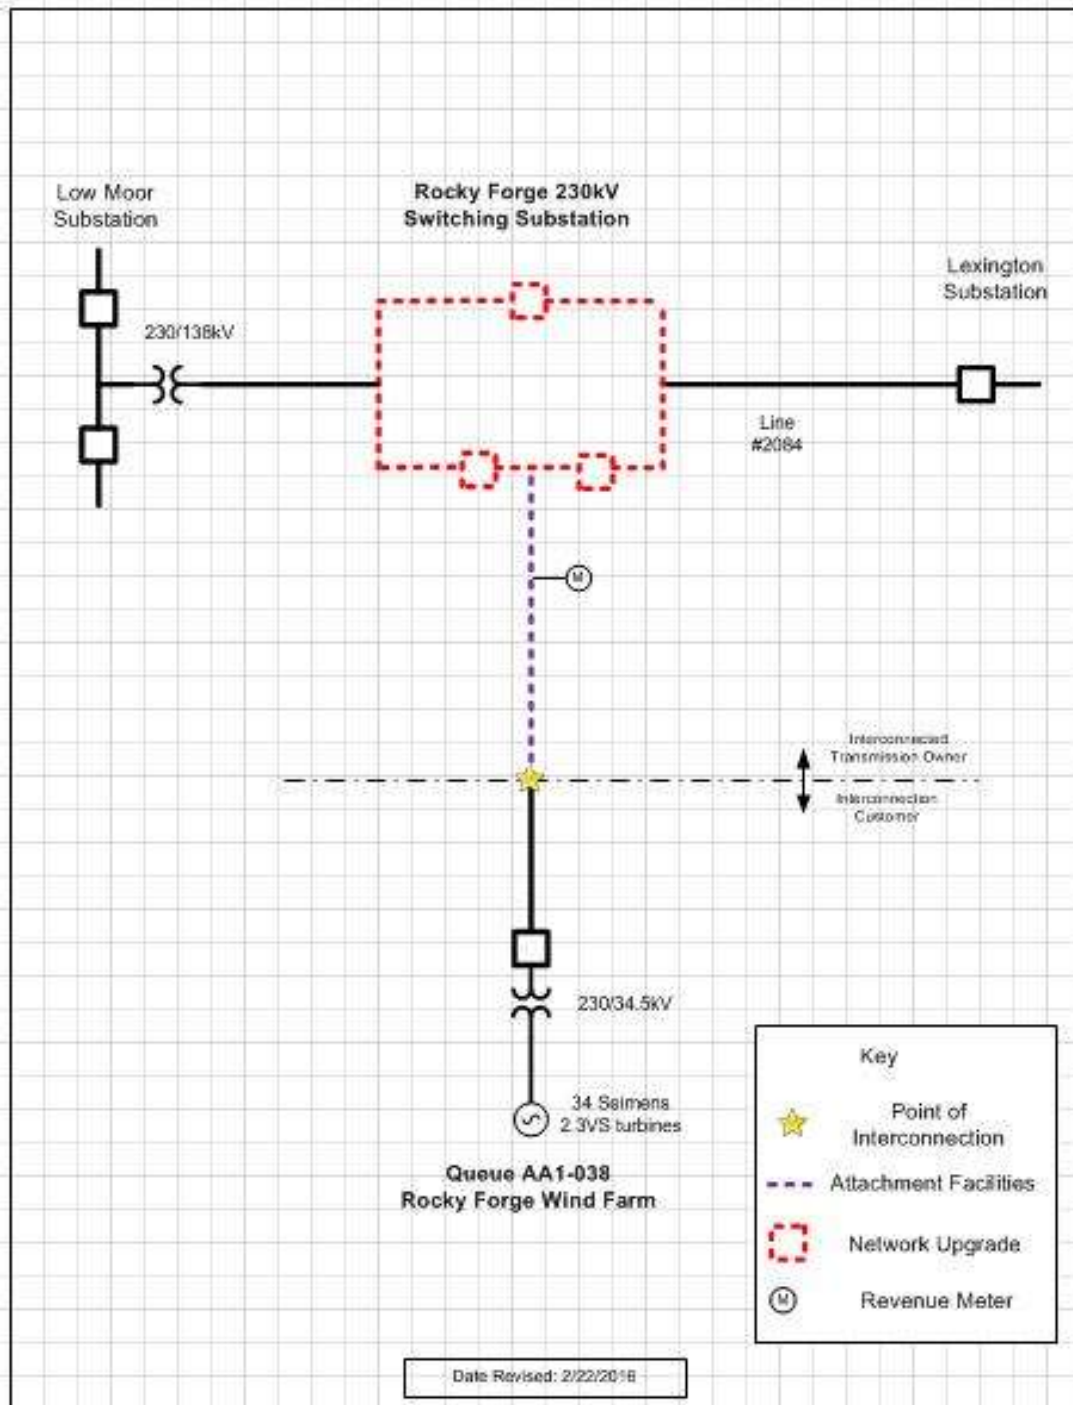 Low Moor
Substation
Rocky Forge 230kV
Switching Substation
Lexington
Substation
230/138kV
Line
#2084
M
Interconnected
Transmission Owner
Interconnection
Customer
230/34.5kV
34 Seimens
2.3VS turbines
Queue AA1-038
Rocky Forge Wind Farm
Key
Point of
Interconnection
Attachment Facilities
Network Upgrade
M
Revenue Meter
Date Revised: 2/22/2016